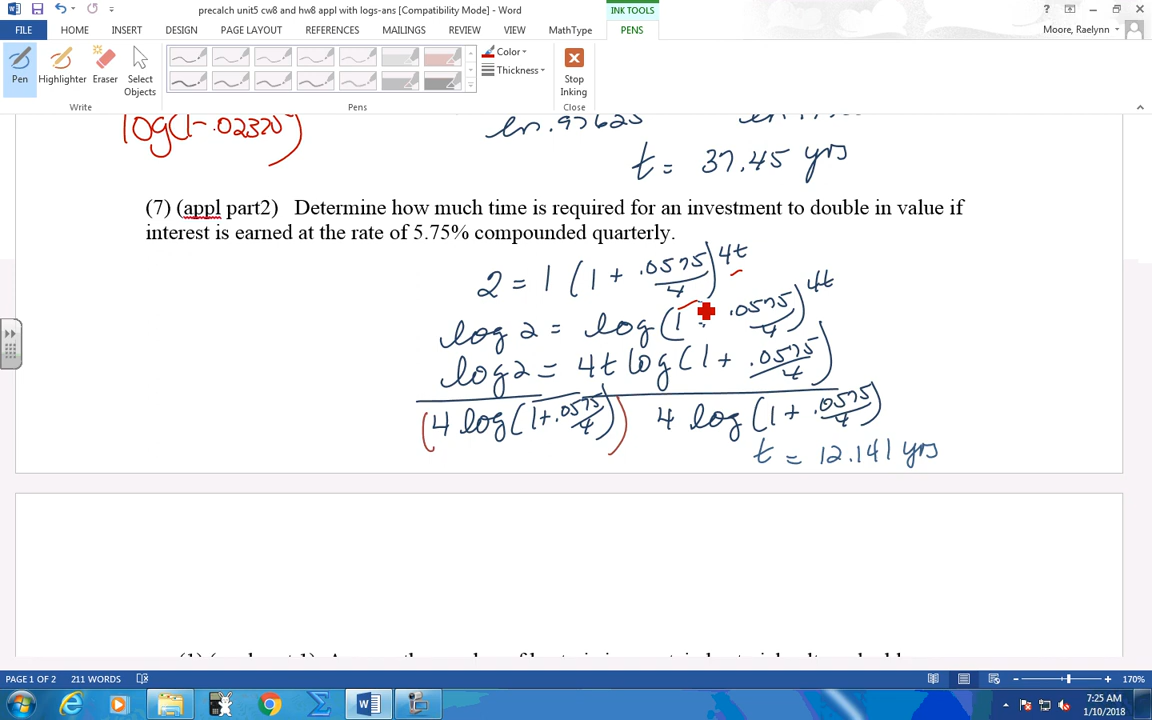 precalch unit5 cw8 and hw8 appl with logs-ans [Compatibility Mode] - Word
INK TOOLS
FILE HOME INSERT DESIGN PAGE LAYOUT REFERENCES MAILINGS REVIEW VIEW MathType PENS
Moore, Raelynn
Pen Highlighter Eraser Select Objects
Color
Thickness
Stop Inking
Write Pens Close
log(1-.02375)
ln.97625
t = 37.45 yrs
(7) (appl part2) Determine how much time is required for an investment to double in value if
interest is earned at the rate of 5.75% compounded quarterly.
2 = 1 (1 + .0575/4)^4t
log 2 = log(1 + .0575/4)^4t
log2 = 4t log(1 + .0575/4)
(4 log(1+.0575/4)) 4 log(1 + .0575/4)
t = 12.141 yrs
PAGE 1 OF 2 211 WORDS
170%
7:25 AM
1/10/2018